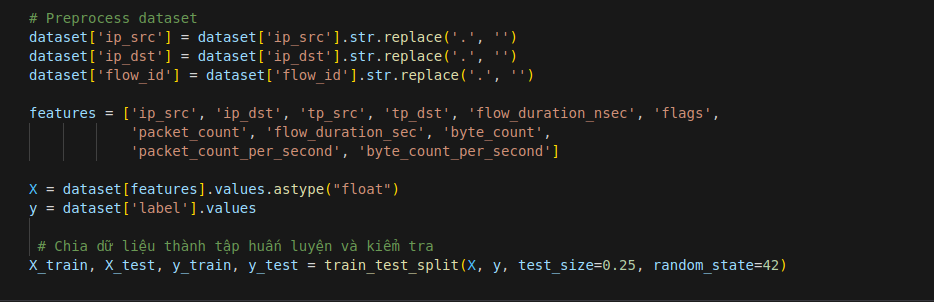 # Preprocess dataset
dataset['ip_src'] = dataset['ip_src'].str.replace('.', '')
dataset['ip_dst'] = dataset['ip_dst'].str.replace('.', '')
dataset['flow_id'] = dataset['flow_id'].str.replace('.', '')
features = ['ip_src', 'ip_dst', 'tp_src', 'tp_dst', 'flow_duration_nsec', 'flags',
'packet_count', 'flow_duration_sec', 'byte_count',
'packet_count_per_second', 'byte_count_per_second']
X = dataset[features].values.astype("float")
y = dataset['label'].values
# Chia dữ liệu thành tập huấn luyện và kiểm tra
X_train, X_test, y_train, y_test = train_test_split(X, y, test_size=0.25, random_state=42)